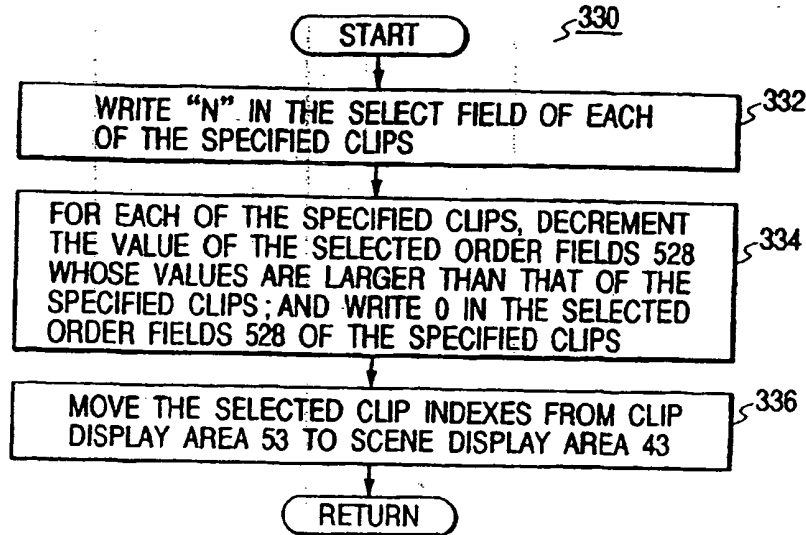 START
330
WRITE "N" IN THE SELECT FIELD OF EACH
OF THE SPECIFIED CLIPS
332
FOR EACH OF THE SPECIFIED CLIPS, DECREMENT
THE VALUE OF THE SELECTED ORDER FIELDS 528
WHOSE VALUES ARE LARGER THAN THAT OF THE
SPECIFIED CLIPS; AND WRITE 0 IN THE SELECTED
ORDER FIELDS 528 OF THE SPECIFIED CLIPS
334
MOVE THE SELECTED CLIP INDEXES FROM CLIP
DISPLAY AREA 53 TO SCENE DISPLAY AREA 43
336
RETURN